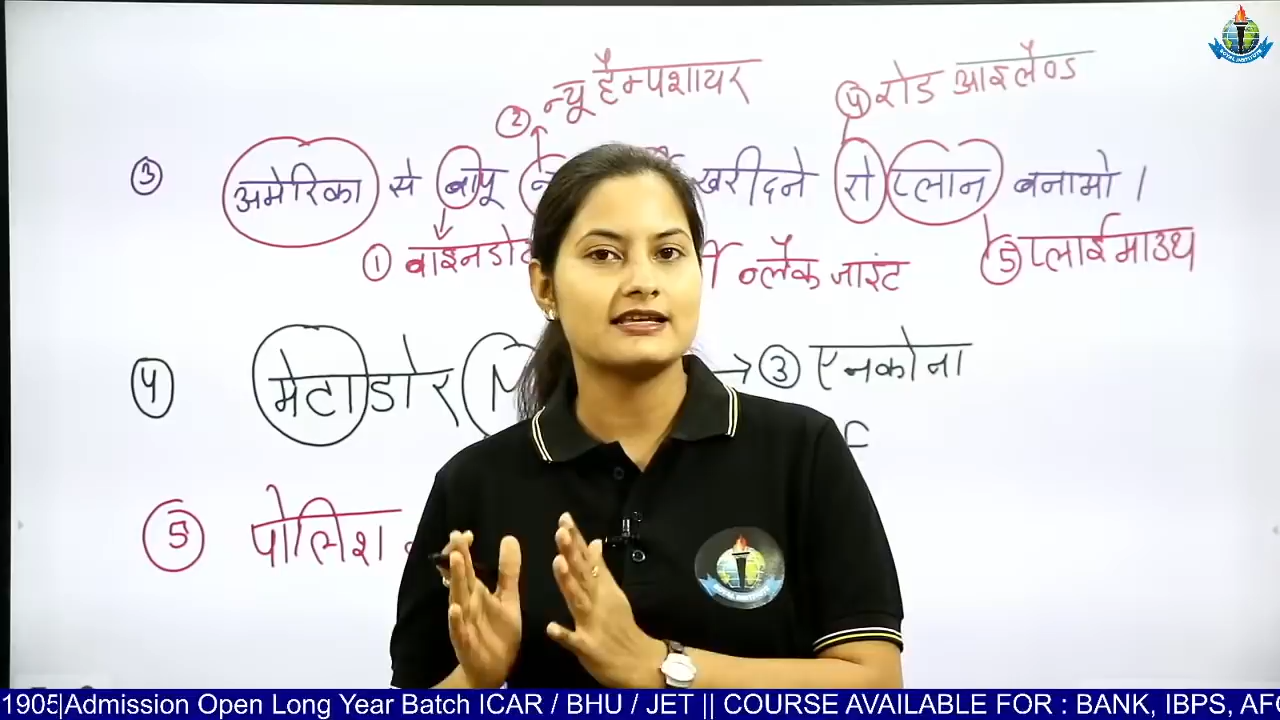 ② न्यू हैम्पशायर
④ रोड आइलैण्ड
③ अमेरिका से बापू खरीदने रो प्लान बनामो ।
① वाइनडोट
ब्लैक जाइंट
⑤ प्लाईमाउथ
④ मेटाडोर M → ③ एनकोना
⑤ पोलिश
1905|Admission Open Long Year Batch ICAR / BHU / JET || COURSE AVAILABLE FOR : BANK, IBPS, AFC